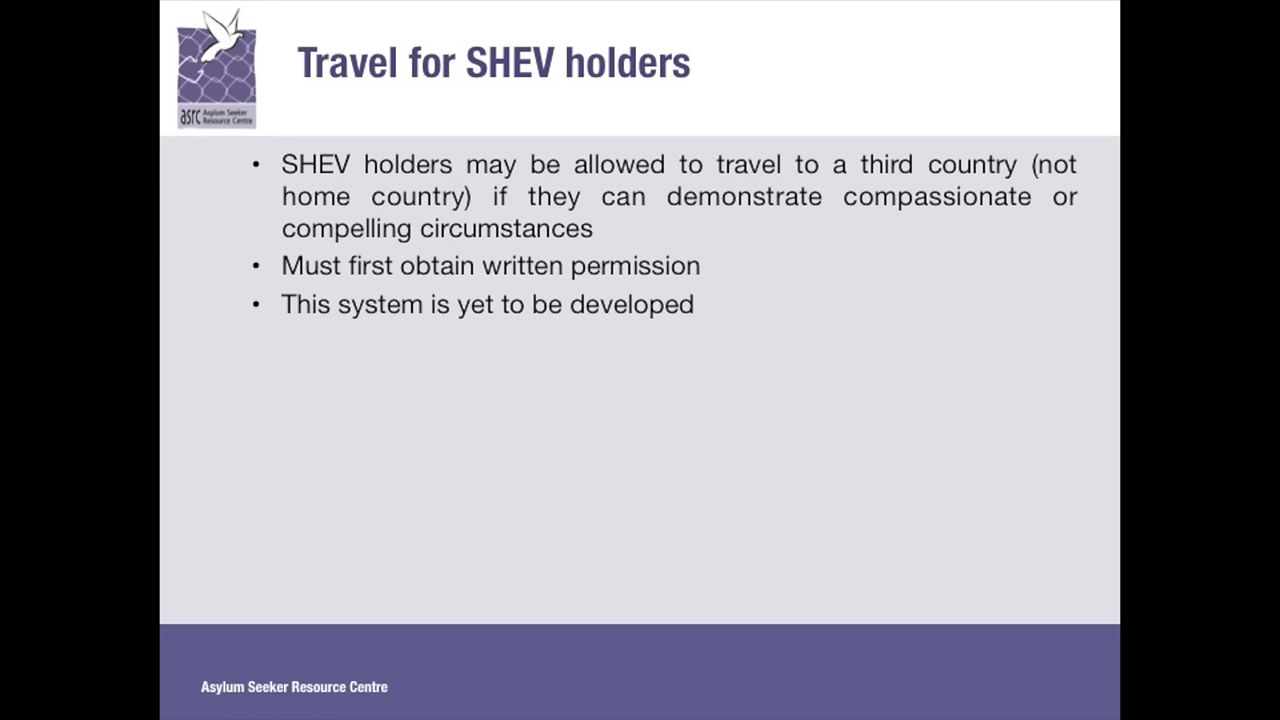 Travel for SHEV holders
asrc Asylum Seeker
Resource Centre
• SHEV holders may be allowed to travel to a third country (not
home country) if they can demonstrate compassionate or
compelling circumstances
• Must first obtain written permission
• This system is yet to be developed
Asylum Seeker Resource Centre